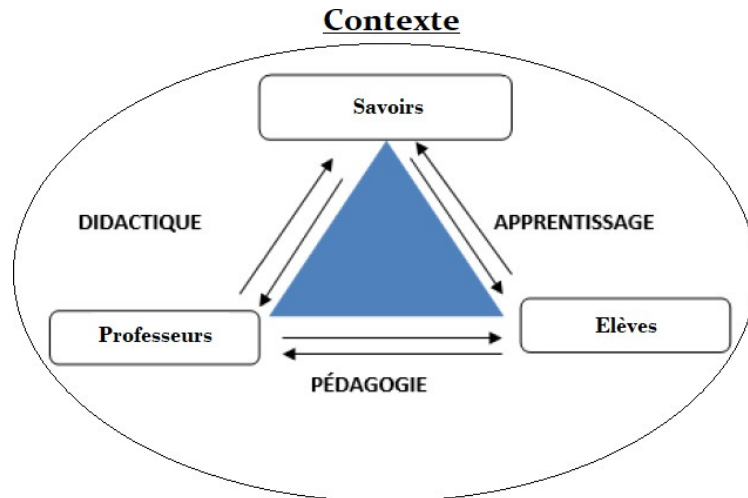 Contexte
Savoirs
DIDACTIQUE
APPRENTISSAGE
Professeurs
Elèves
PÉDAGOGIE